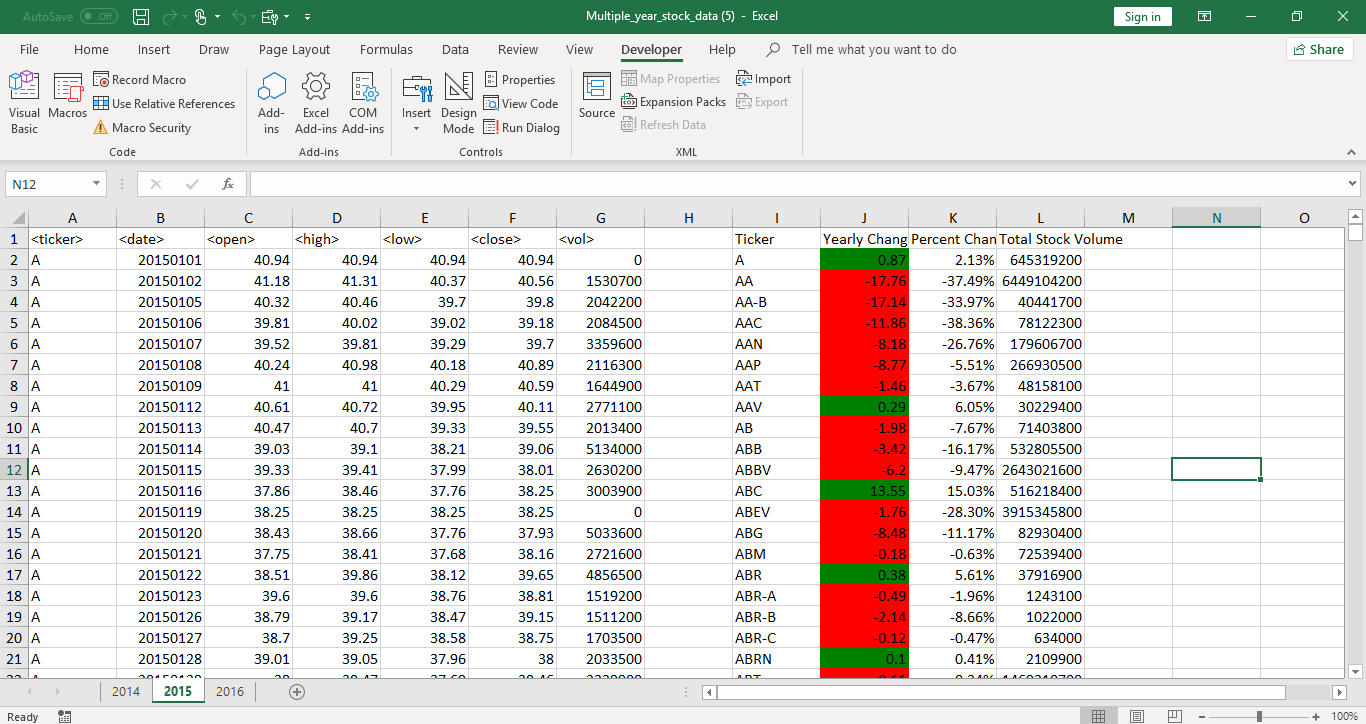 AutoSave Off Multiple_year_stock_data (5) - Excel Sign in
File Home Insert Draw Page Layout Formulas Data Review View Developer Help Tell me what you want to do Share
Visual Basic
Macros
Record Macro
Use Relative References
Macro Security
Code
Add-ins
Excel Add-ins
COM Add-ins
Add-ins
Insert
Design Mode
Properties
View Code
Run Dialog
Controls
Source
Map Properties
Expansion Packs
Refresh Data
Import
Export
XML
N12 fx
A B C D E F G H I J K L M N O
1 <ticker> <date> <open> <high> <low> <close> <vol> Ticker Yearly Chang Percent Chan Total Stock Volume
2 A 20150101 40.94 40.94 40.94 40.94 0 A 0.87 2.13% 645319200
3 A 20150102 41.18 41.31 40.37 40.56 1530700 AA -17.76 -37.49% 6449104200
4 A 20150105 40.32 40.46 39.7 39.8 2042200 AA-B -17.14 -33.97% 40441700
5 A 20150106 39.81 40.02 39.02 39.18 2084500 AAC -11.86 -38.36% 78122300
6 A 20150107 39.52 39.81 39.29 39.7 3359600 AAN -8.18 -26.76% 179606700
7 A 20150108 40.24 40.98 40.18 40.89 2116300 AAP -8.77 -5.51% 266930500
8 A 20150109 41 41 40.29 40.59 1644900 AAT -1.46 -3.67% 48158100
9 A 20150112 40.61 40.72 39.95 40.11 2771100 AAV 0.29 6.05% 30229400
10 A 20150113 40.47 40.7 39.33 39.55 2013400 AB -1.98 -7.67% 71403800
11 A 20150114 39.03 39.1 38.21 39.06 5134000 ABB -3.42 -16.17% 532805500
12 A 20150115 39.33 39.41 37.99 38.01 2630200 ABBV -6.2 -9.47% 2643021600
13 A 20150116 37.86 38.46 37.76 38.25 3003900 ABC 13.55 15.03% 516218400
14 A 20150119 38.25 38.25 38.25 38.25 0 ABEV -1.76 -28.30% 3915345800
15 A 20150120 38.43 38.66 37.76 37.93 5033600 ABG -8.48 -11.17% 82930400
16 A 20150121 37.75 38.41 37.68 38.16 2721600 ABM -0.18 -0.63% 72539400
17 A 20150122 38.51 39.86 38.12 39.65 4856500 ABR 0.38 5.61% 37916900
18 A 20150123 39.6 39.6 38.76 38.81 1519200 ABR-A -0.49 -1.96% 1243100
19 A 20150126 38.79 39.17 38.47 39.15 1511200 ABR-B -2.14 -8.66% 1022000
20 A 20150127 38.7 39.25 38.58 38.75 1703500 ABR-C -0.12 -0.47% 634000
21 A 20150128 39.01 39.05 37.96 38 2033500 ABRN 0.1 0.41% 2109900
2014 2015 2016
Ready 100%